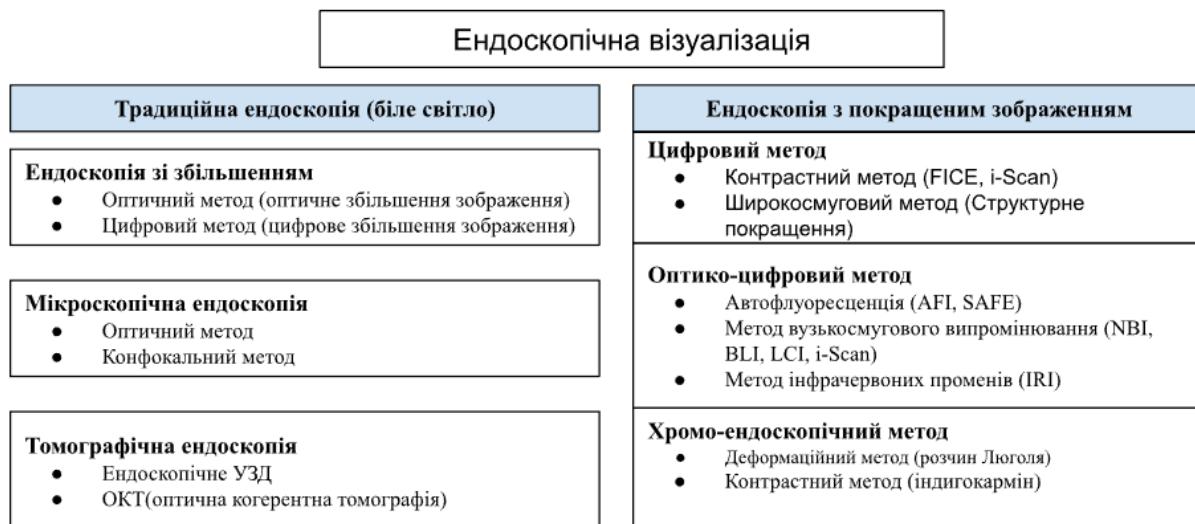 Ендоскопічна візуалізація
Традиційна ендоскопія (біле світло)
Ендоскопія зі збільшенням
● Оптичний метод (оптичне збільшення зображення)
● Цифровий метод (цифрове збільшення зображення)
Мікроскопічна ендоскопія
● Оптичний метод
● Конфокальний метод
Томографічна ендоскопія
● Ендоскопічне УЗД
● ОКТ(оптична когерентна томографія)
Ендоскопія з покращеним зображенням
Цифровий метод
● Контрастний метод (FICE, i-Scan)
● Широкосмуговий метод (Структурне
покращення)
Оптико-цифровий метод
● Автофлуоресценція (AFI, SAFE)
● Метод вузькосмугового випромінювання (NBI,
BLI, LCI, i-Scan)
● Метод інфрачервоних променів (IRI)
Хромо-ендоскопічний метод
● Деформаційний метод (розчин Люголя)
● Контрастний метод (індигокармін)